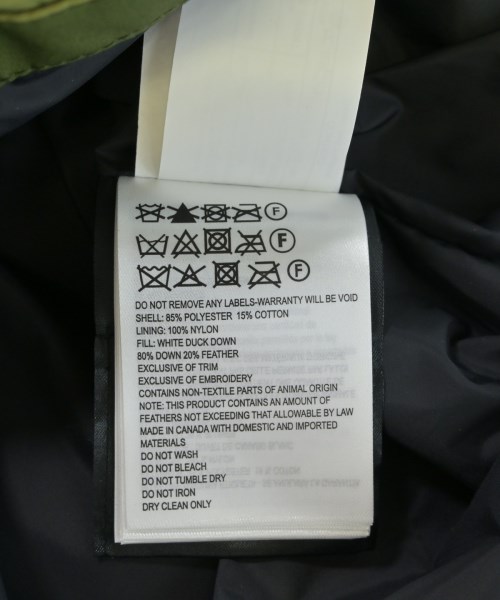 F
F
F
DO NOT REMOVE ANY LABELS-WARRANTY WILL BE VOID
SHELL: 85% POLYESTER 15% COTTON
LINING: 100% NYLON
FILL: WHITE DUCK DOWN
80% DOWN 20% FEATHER
EXCLUSIVE OF TRIM
EXCLUSIVE OF EMBROIDERY
CONTAINS NON-TEXTILE PARTS OF ANIMAL ORIGIN
NOTE: THIS PRODUCT CONTAINS AN AMOUNT OF
FEATHERS NOT EXCEEDING THAT ALLOWABLE BY LAW
MADE IN CANADA WITH DOMESTIC AND IMPORTED
MATERIALS
DO NOT WASH
DO NOT BLEACH
DO NOT TUMBLE DRY
DO NOT IRON
DRY CLEAN ONLY